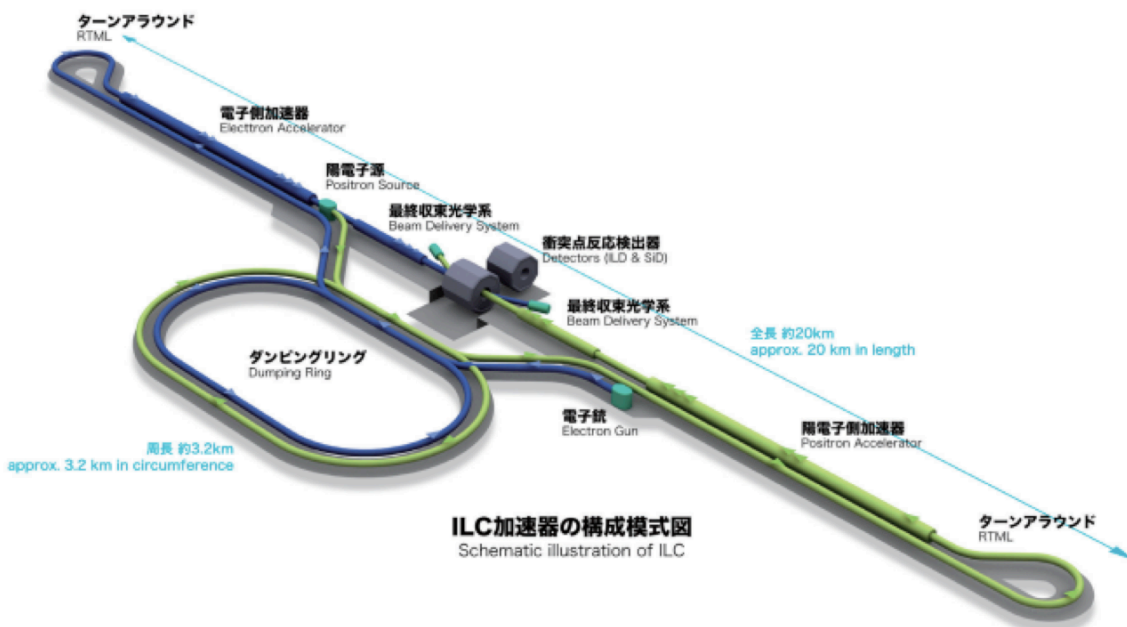 ターンアラウンド
RTML
電子側加速器
Electtron Accelerator
陽電子源
Positron Source
最終収束光学系
Beam Delivery System
衝突点反応検出器
Detectors (ILD & SiD)
最終収束光学系
Beam Delivery System
全長 約20km
approx. 20 km in length
ダンピングリング
Dumping Ring
電子銃
Electron Gun
陽電子側加速器
Positron Accelerator
周長 約3.2km
approx. 3.2 km in circumference
ILC加速器の構成模式図
Schematic illustration of ILC
ターンアラウンド
RTML